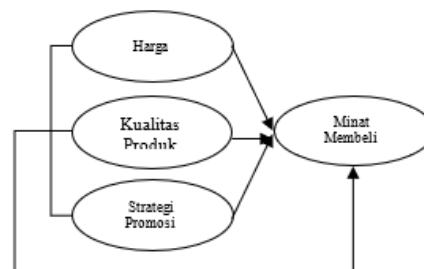 Harga
Kualitas
Produk
Minat
Membeli
Strategi
Promosi